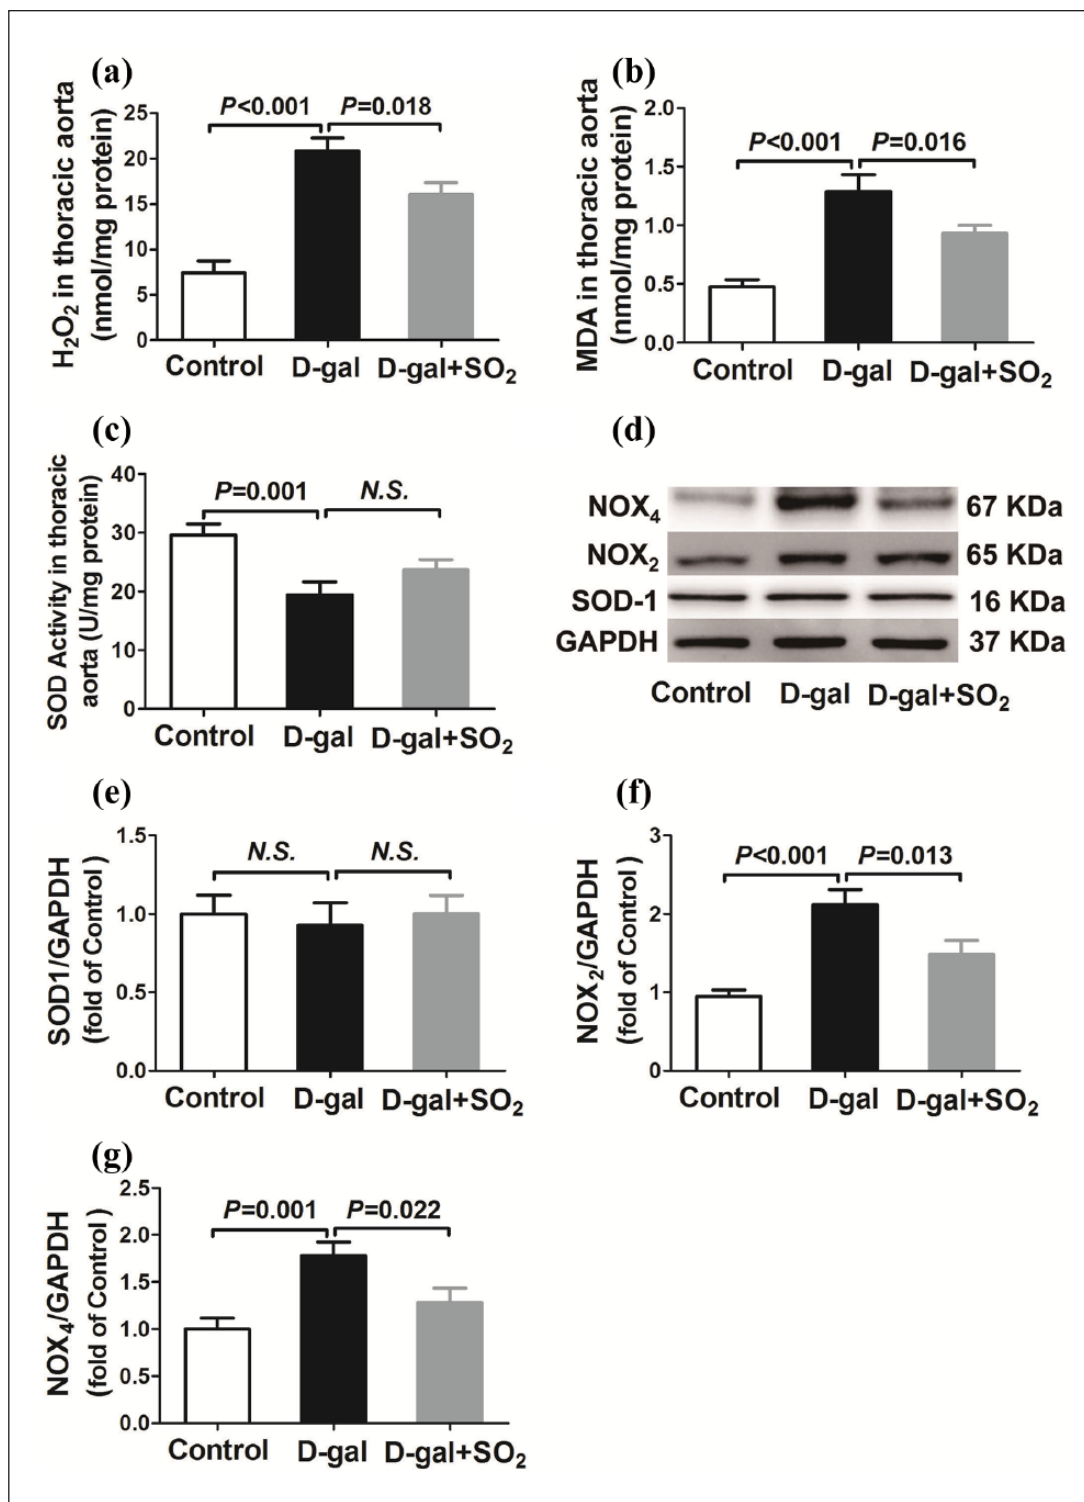 (a)
H₂O₂ in thoracic aorta
(nmol/mg protein)
25
20
15
10
5
0
P<0.001
P=0.018
Control
D-gal
D-gal+SO₂
(b)
MDA in thoracic aorta
(nmol/mg protein)
2.0
1.5
1.0
0.5
0.0
P<0.001
P=0.016
Control
D-gal
D-gal+SO₂
(c)
SOD Activity in thoracic
aorta (U/mg protein)
40
30
20
10
0
P=0.001
N.S.
Control
D-gal
D-gal+SO₂
(d)
NOX₄ 67 KDa
NOX₂ 65 KDa
SOD-1 16 KDa
GAPDH 37 KDa
Control D-gal D-gal+SO₂
(e)
SOD1/GAPDH
(fold of Control )
1.5
1.0
0.5
0.0
N.S.
N.S.
Control
D-gal
D-gal+SO₂
(f)
NOX₂/GAPDH
(fold of Control )
3
2
1
0
P<0.001
P=0.013
Control
D-gal
D-gal+SO₂
(g)
NOX₄/GAPDH
(fold of Control )
2.5
2.0
1.5
1.0
0.5
0.0
P=0.001
P=0.022
Control
D-gal
D-gal+SO₂